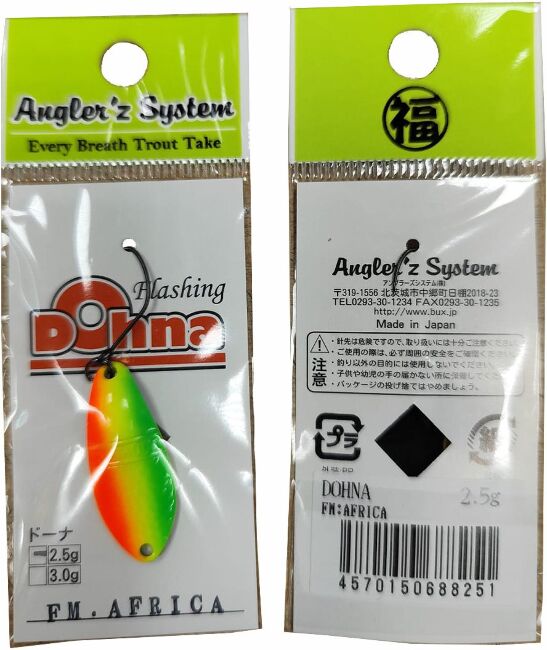 Angler'z System
Every Breath Trout Take
Flashing
Dohna
ドーナ
2.5g
3.0g
FM.AFRICA
福
Angler'z System
アングラーズシステム(株)
〒319-1556 北茨城市中郷町日棚2018-23
TEL0293-30-1234 FAX0293-30-1235
http://www.bux.jp/
Made in Japan
注意
・針先は危険ですので、取り扱いには十分ご注意ください。
・ご使用の際は、必ず周囲の安全をご確認ください。
・釣り以外の目的には使用しないでください。
・子供や幼児の手の届かない所に保管してください。
・パッケージの投げ捨てはやめましょう。
プラ
紙
DOHNA 2.5g
FM:AFRICA
4570150688251